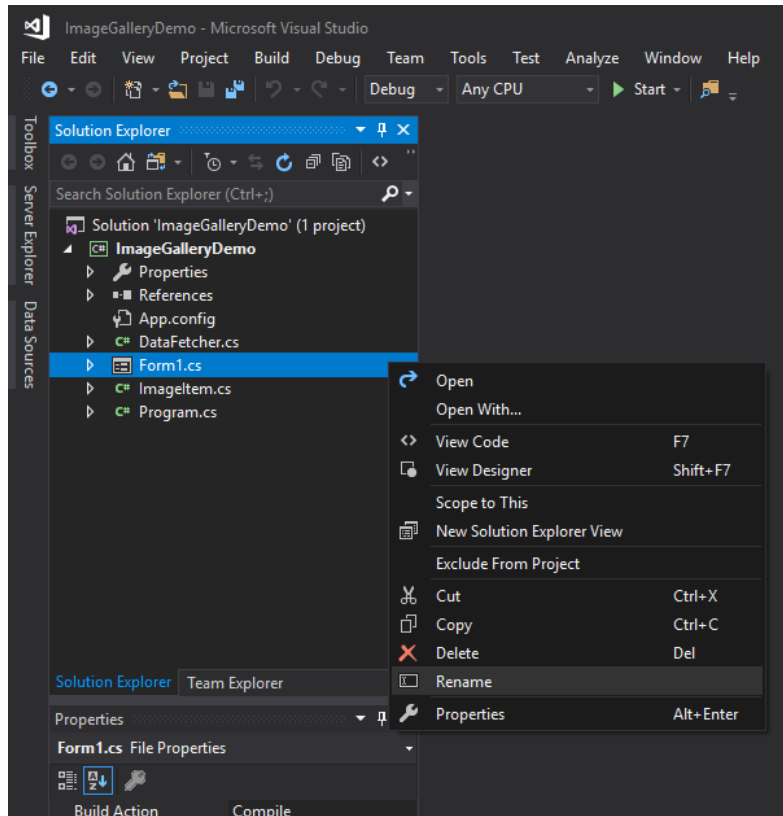 ImageGalleryDemo - Microsoft Visual Studio
File Edit View Project Build Debug Team Tools Test Analyze Window Help
Debug Any CPU Start
Toolbox
Server Explorer
Data Sources
Solution Explorer
Search Solution Explorer (Ctrl+;)
Solution 'ImageGalleryDemo' (1 project)
C# ImageGalleryDemo
Properties
References
App.config
C# DataFetcher.cs
Form1.cs
C# ImageItem.cs
C# Program.cs
Open
Open With...
View Code F7
View Designer Shift+F7
Scope to This
New Solution Explorer View
Exclude From Project
Cut Ctrl+X
Copy Ctrl+C
Delete Del
Rename
Properties Alt+Enter
Solution Explorer Team Explorer
Properties
Form1.cs File Properties
Build Action Compile